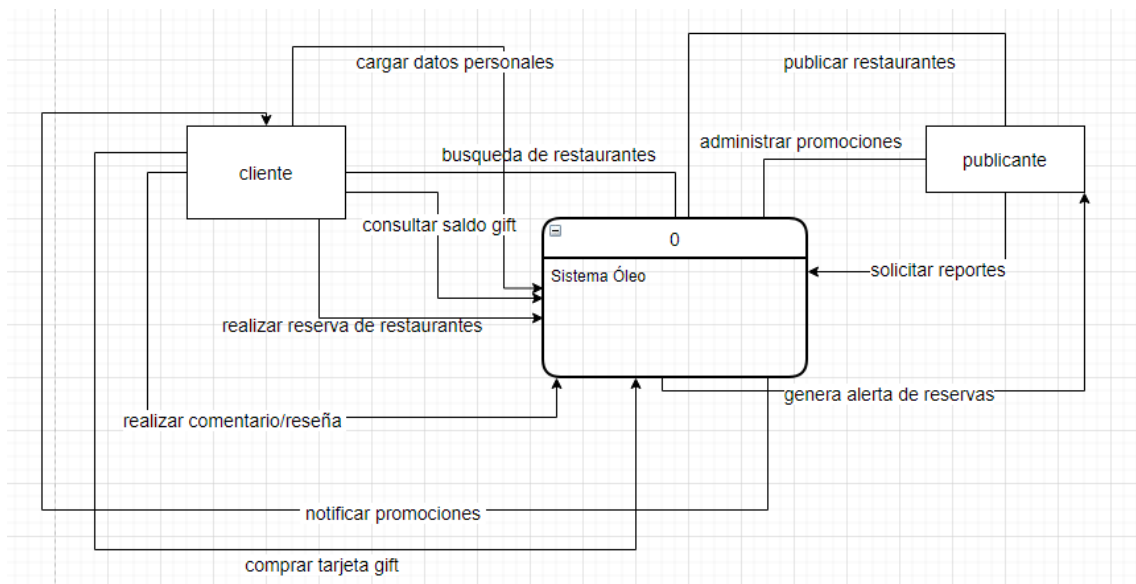 cargar datos personales
publicar restaurantes
administrar promociones
busqueda de restaurantes
publicante
cliente
consultar saldo gift
0
Sistema Óleo
solicitar reportes
realizar reserva de restaurantes
genera alerta de reservas
realizar comentario/reseña
notificar promociones
comprar tarjeta gift